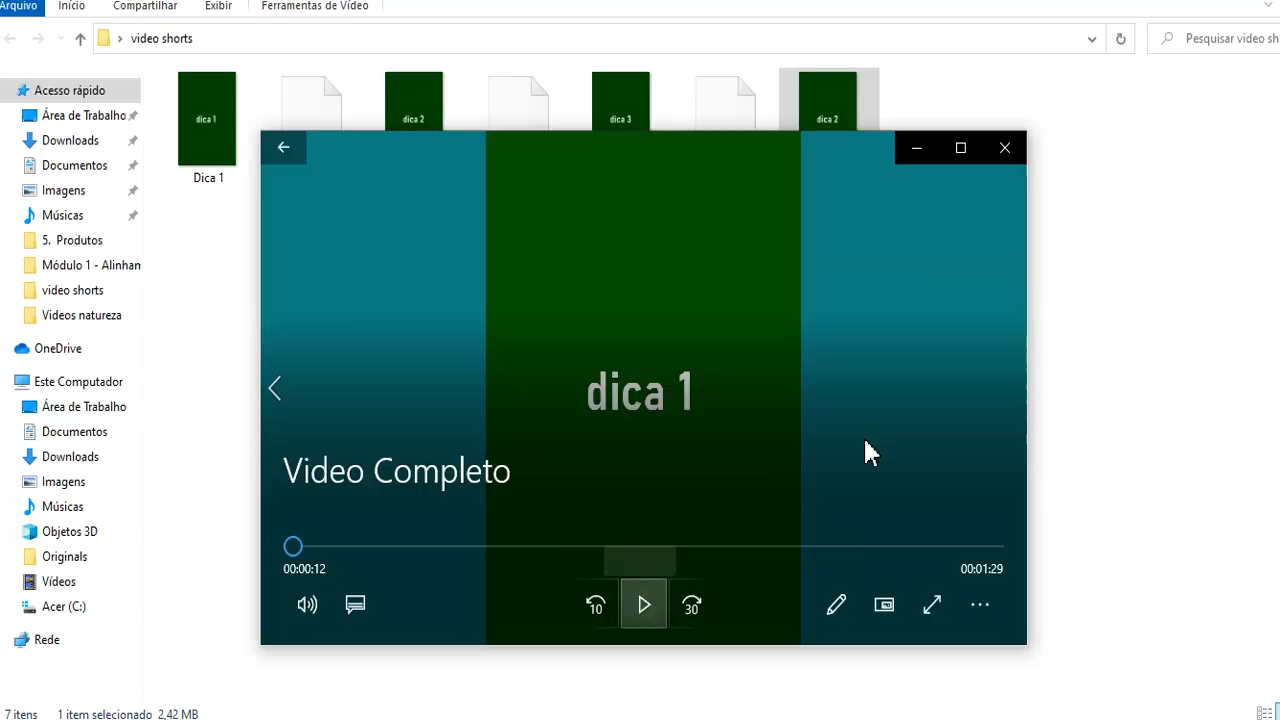 Arquivo Início Compartilhar Exibir Ferramentas de Vídeo
video shorts
Pesquisar video sh
Acesso rápido
Área de Trabalho
Downloads
Documentos
Imagens
Músicas
5. Produtos
Módulo 1 - Alinham
video shorts
Videos natureza
OneDrive
Este Computador
Área de Trabalho
Documentos
Downloads
Imagens
Músicas
Objetos 3D
Originals
Vídeos
Acer (C:)
Rede
dica 1
dica 2
dica 3
dica 2
Dica 1
dica 1
Video Completo
00:00:12
00:01:29
10
30
7 itens 1 item selecionado 2,42 MB